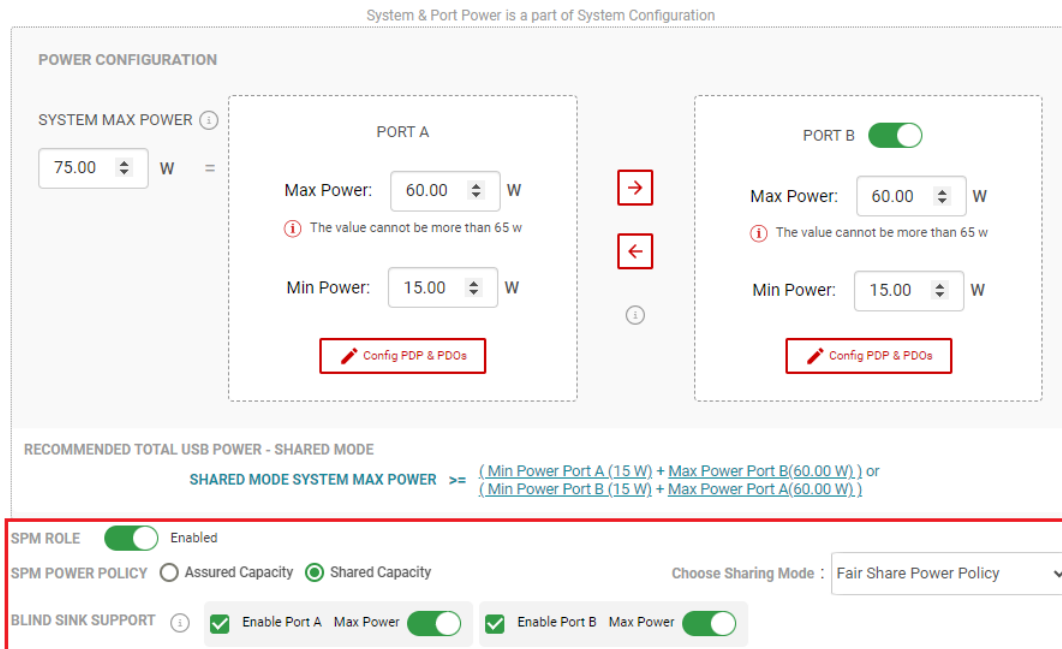 System & Port Power is a part of System Configuration
POWER CONFIGURATION
SYSTEM MAX POWER i
75.00 W =
PORT A
Max Power: 60.00 W
i The value cannot be more than 65 w
Min Power: 15.00 W
Config PDP & PDOs
→
←
i
PORT B
Max Power: 60.00 W
i The value cannot be more than 65 w
Min Power: 15.00 W
Config PDP & PDOs
RECOMMENDED TOTAL USB POWER - SHARED MODE
SHARED MODE SYSTEM MAX POWER >= ( Min Power Port A (15 W) + Max Power Port B(60.00 W) ) or
( Min Power Port B (15 W) + Max Power Port A(60.00 W) )
SPM ROLE Enabled
SPM POWER POLICY Assured Capacity Shared Capacity Choose Sharing Mode : Fair Share Power Policy
BLIND SINK SUPPORT i Enable Port A Max Power Enable Port B Max Power